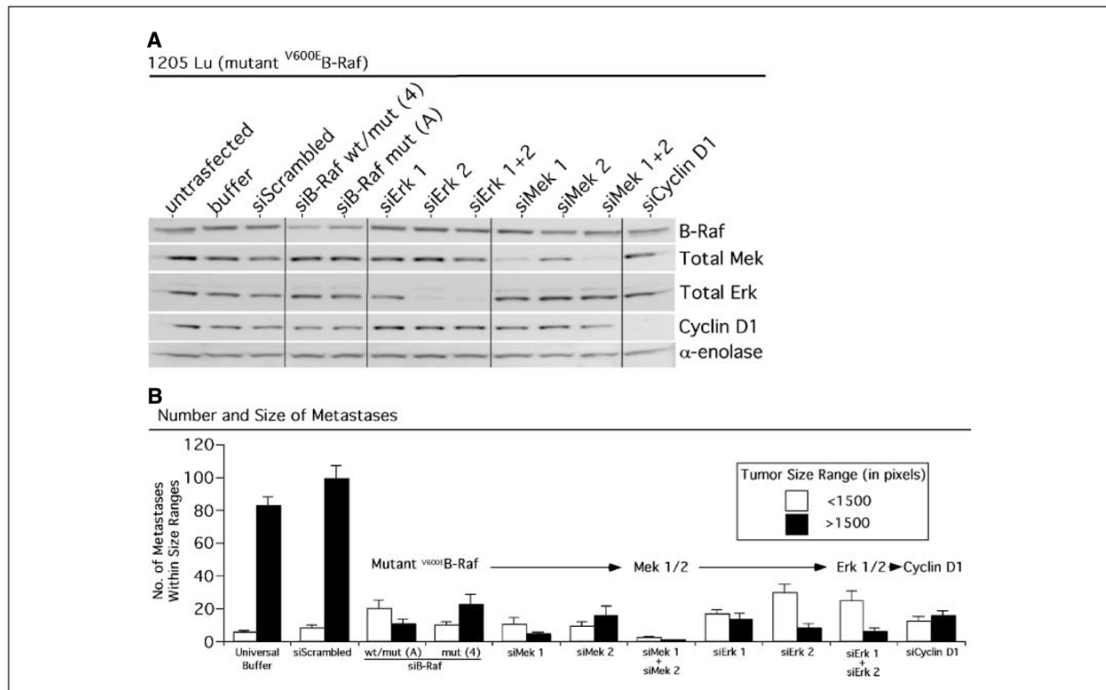 A
1205 Lu (mutant V600EB-Raf)
untrasfected
buffer
siScrambled
siB-Raf wt/mut (4)
siB-Raf mut (A)
siErk 1
siErk 2
siErk 1+2
siMek 1
siMek 2
siMek 1+2
siCyclin D1
B-Raf
Total Mek
Total Erk
Cyclin D1
α-enolase
B
Number and Size of Metastases
No. of Metastases
Within Size Ranges
120
100
80
60
40
20
0
Tumor Size Range (in pixels)
<1500
>1500
Mutant V600EB-Raf
Mek 1/2
Erk 1/2
Cyclin D1
Universal
Buffer
siScrambled
wt/mut (A)
mut (4)
siB-Raf
siMek 1
siMek 2
siMek 1
+
siMek 2
siErk 1
siErk 2
siErk 1
+
siErk 2
siCyclin D1